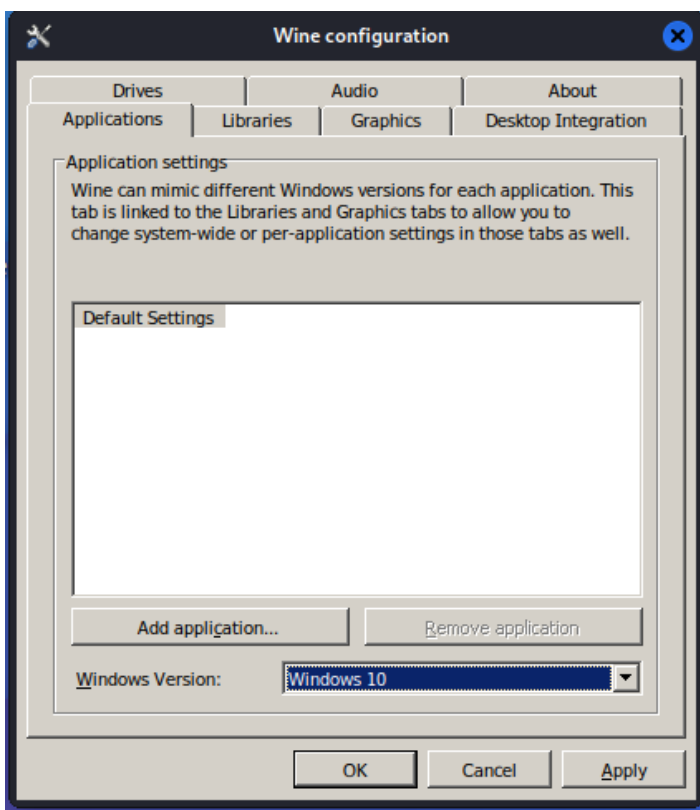 Wine configuration
Drives
Audio
About
Applications
Libraries
Graphics
Desktop Integration
Application settings
Wine can mimic different Windows versions for each application. This
tab is linked to the Libraries and Graphics tabs to allow you to
change system-wide or per-application settings in those tabs as well.
Default Settings
Add application...
Remove application
Windows Version:
Windows 10
OK
Cancel
Apply